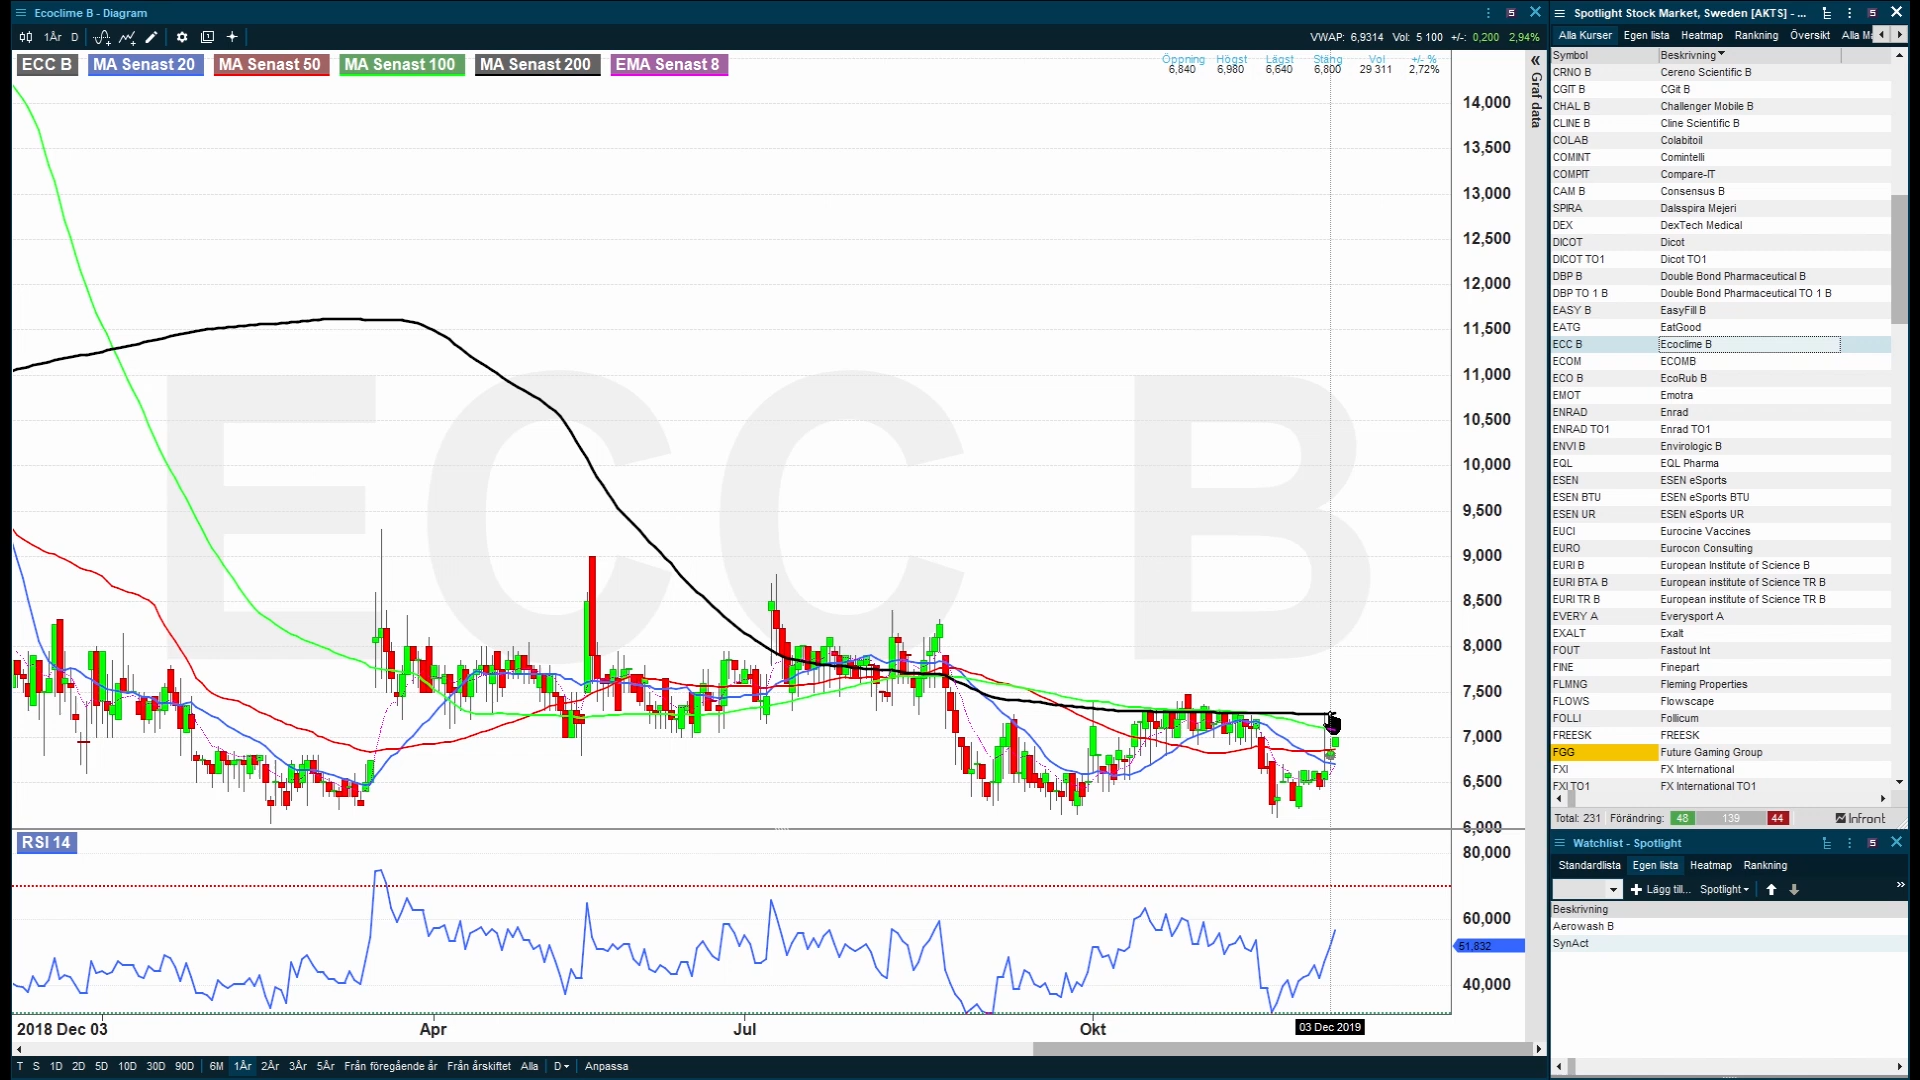 Ecoclime B - Diagram
1År D
VWAP: 6,9314 Vol: 5 100 +/-: 0,200 2,94%
ECC B MA Senast 20 MA Senast 50 MA Senast 100 MA Senast 200 EMA Senast 8
Öppning Högst Lägst Stäng Vol +/- %
6,840 6,980 6,640 6,800 29 311 2,72%
Graf data
ECC B
14,000
13,500
13,000
12,500
12,000
11,500
11,000
10,500
10,000
9,500
9,000
8,500
8,000
7,500
7,000
6,500
6,000
RSI 14
80,000
60,000
51,832
40,000
2018 Dec 03 Apr Jul Okt 03 Dec 2019
T S 1D 2D 5D 10D 30D 90D 6M 1År 2År 3År 5År Från föregående år Från årskiftet Alla D Anpassa
Spotlight Stock Market, Sweden [AKTS] - ...
Alla Kurser Egen lista Heatmap Rankning Översikt
Symbol Beskrivning
CRNO B Cereno Scientific B
CGIT B CGit B
CHAL B Challenger Mobile B
CLINE B Cline Scientific B
COLAB Colabitoil
COMINT Comintelli
COMPIT Compare-IT
CAM B Consensus B
SPIRA Dalsspira Mejeri
DEX DexTech Medical
DICOT Dicot
DICOT TO1 Dicot TO1
DBP B Double Bond Pharmaceutical B
DBP TO 1 B Double Bond Pharmaceutical TO 1 B
EASY B EasyFill B
EATG EatGood
ECC B Ecoclime B
ECOM ECOMB
ECO B EcoRub B
EMOT Emotra
ENRAD Enrad
ENRAD TO1 Enrad TO1
ENVI B Envirologic B
EQL EQL Pharma
ESEN ESEN eSports
ESEN BTU ESEN eSports BTU
ESEN UR ESEN eSports UR
EUCI Eurocine Vaccines
EURO Eurocon Consulting
EURI B European Institute of Science B
EURI BTA B European institute of Science TR B
EURI TR B European institute of Science TR B
EVERY A Everysport A
EXALT Exalt
FOUT Fastout Int
FINE Finepart
FLMNG Fleming Properties
FLOWS Flowscape
FOLLI Follicum
FREESK FREESK
FGG Future Gaming Group
FXI FX International
FXI TO1 FX International TO1
Total: 231 Förändring: 48 139 44 Infront
Watchlist - Spotlight
Standardlista Egen lista Heatmap Rankning
Lägg till... Spotlight
Beskrivning
Aerowash B
SynAct